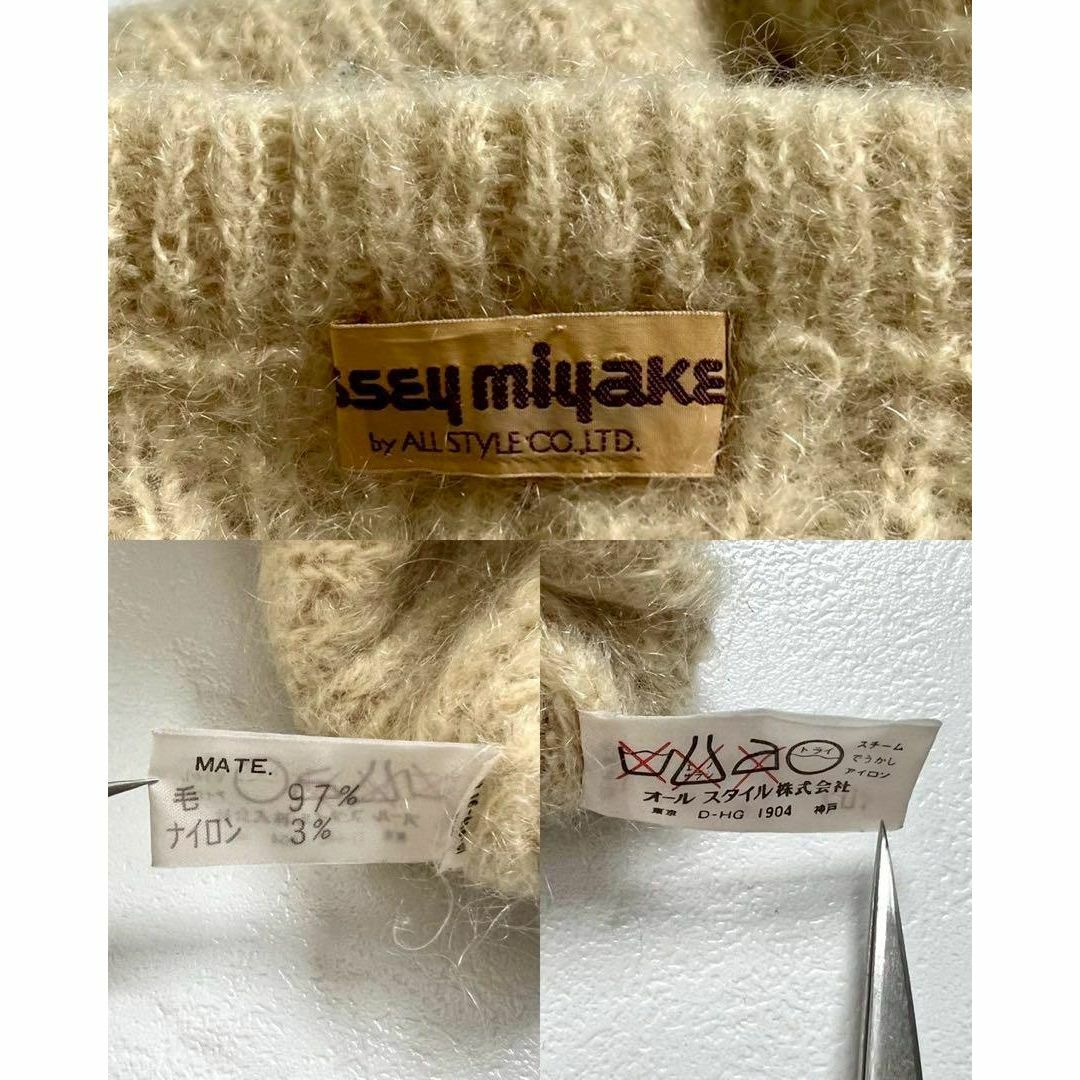 ssey miyake
by ALL STYLE CO.,LTD.
MATE.
毛 97%
ナイロン 3%
ドライ
スチーム
でうかし
アイロン
オール スタイル株式会社
東京 D-HG 1904 神戸